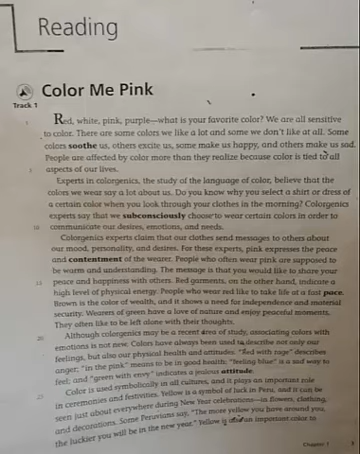 Reading
Color Me Pink
Track 1
Red, white, pink, purple—what is your favorite color? We are all sensitive
to color. There are some colors we like a lot and some we don't like at all. Some
colors soothe us, others excite us, some make us happy, and others make us sad.
People are affected by color more than they realize because color is tied to all
5 aspects of our lives.
Experts in colorgenics, the study of the language of color, believe that the
colors we wear say a lot about us. Do you know why you select a shirt or dress of
a certain color when you look through your clothes in the morning? Colorgenics
experts say that we subconsciously choose to wear certain colors in order to
10 communicate our desires, emotions, and needs.
Colorgenics experts claim that our clothes send messages to others about
our mood, personality, and desires. For these experts, pink expresses the peace
and contentment of the wearer. People who often wear pink are supposed to
be warm and understanding. The message is that you would like to share your
15 peace and happiness with others. Red garments, on the other hand, indicate a
high level of physical energy. People who wear red like to take life at a fast pace.
Brown is the color of wealth, and it shows a need for independence and material
security. Wearers of green have a love of nature and enjoy peaceful moments.
They often like to be left alone with their thoughts.
20 Although colorgenics may be a recent area of study, associating colors with
emotions is not new. Colors have always been used to describe not only our
feelings, but also our physical health and attitudes. "Red with rage" describes
anger; "in the pink" means to be in good health; "feeling blue" is a sad way to
feel; and "green with envy" indicates a jealous attitude.
25 Color is used symbolically in all cultures, and it plays an important role
in ceremonies and festivities. Yellow is a symbol of luck in Peru, and it can be
seen just about everywhere during New Year celebrations—in flowers, clothing,
and decorations. Some Peruvians say, "The more yellow you have around you,
the luckier you will be in the new year." Yellow is also an important color to
Chapter 1